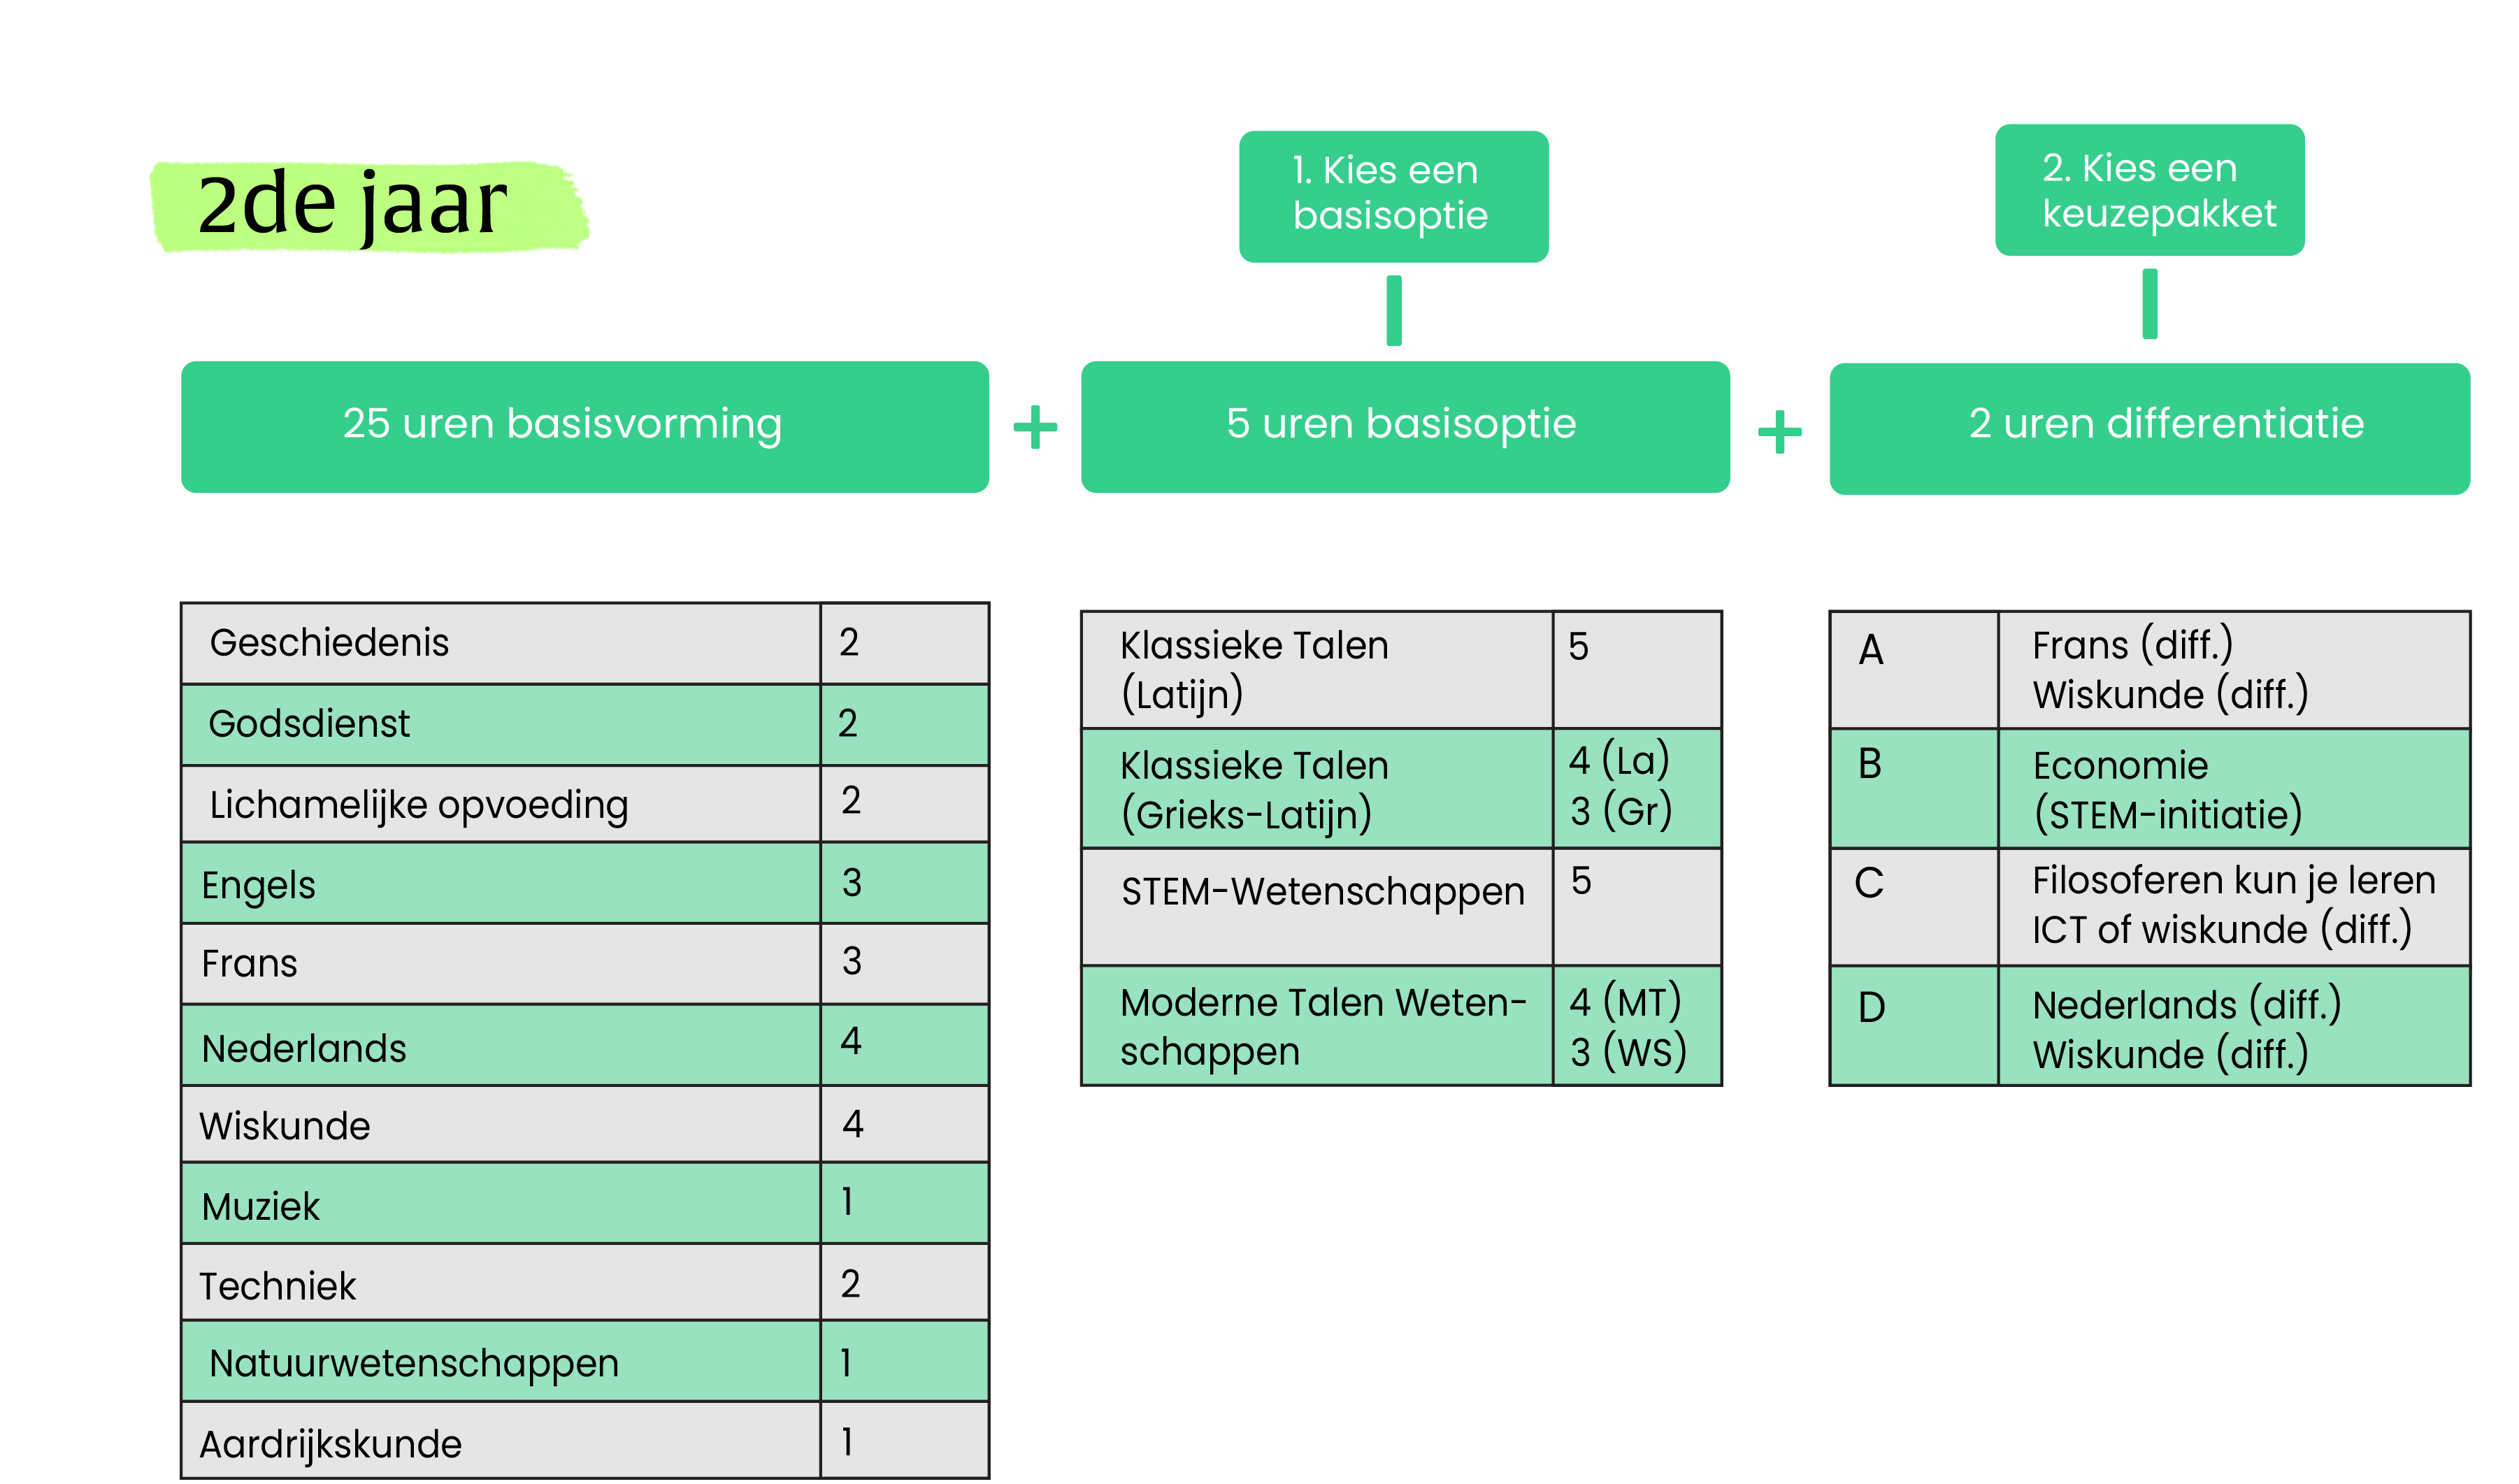 2de jaar
1. Kies een
basisoptie
2. Kies een
keuzepakket
25 uren basisvorming
+
5 uren basisoptie
+
2 uren differentiatie
Geschiedenis 2
Godsdienst 2
Lichamelijke opvoeding 2
Engels 3
Frans 3
Nederlands 4
Wiskunde 4
Muziek 1
Techniek 2
Natuurwetenschappen 1
Aardrijkskunde 1
Klassieke Talen 5
(Latijn)
Klassieke Talen 4 (La)
(Grieks-Latijn) 3 (Gr)
STEM-Wetenschappen 5
Moderne Talen Weten- 4 (MT)
schappen 3 (WS)
A Frans (diff.)
Wiskunde (diff.)
B Economie
(STEM-initiatie)
C Filosoferen kun je leren
ICT of wiskunde (diff.)
D Nederlands (diff.)
Wiskunde (diff.)